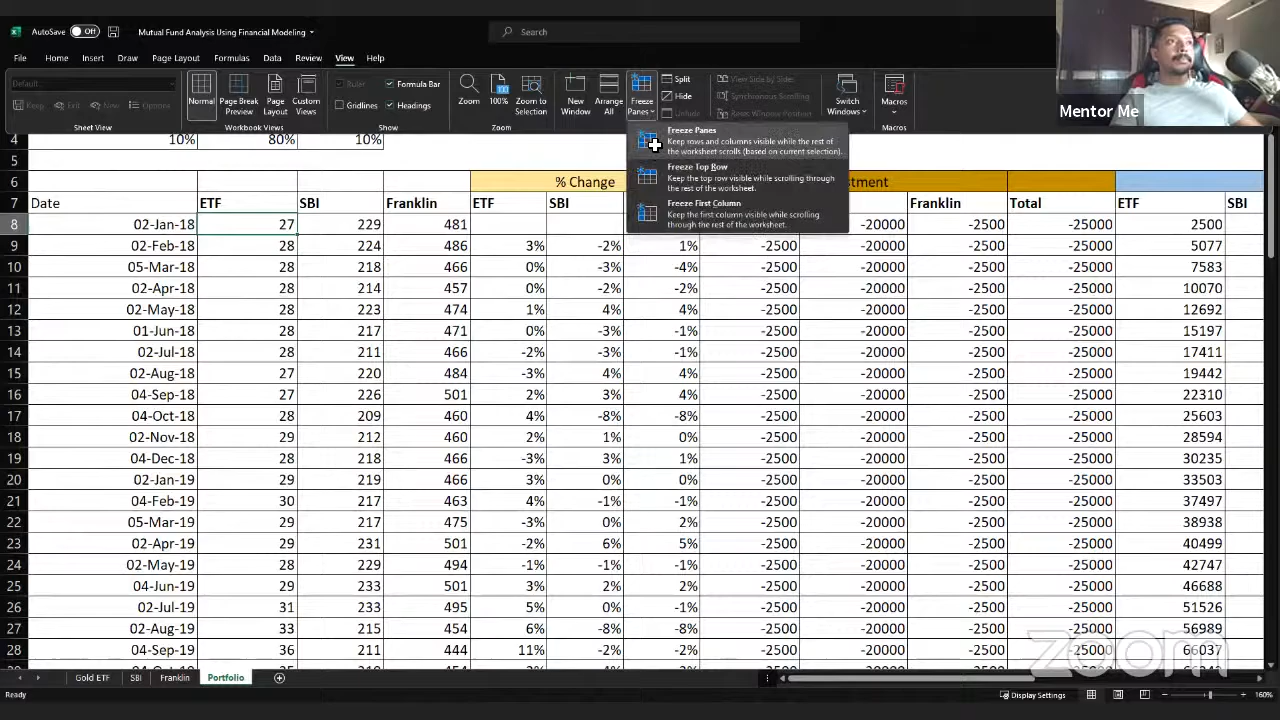 AutoSave Off Mutual Fund Analysis Using Financial Modeling Search
File Home Insert Draw Page Layout Formulas Data Review View Help
Default
Keep Exit New Options
Sheet View
Normal Page Break Preview Page Layout Custom Views
Workbook Views
Ruler Formula Bar
Gridlines Headings
Show
Zoom 100% Zoom to Selection
Zoom
New Window Arrange All Freeze Panes
Split
Hide
Unhide
View Side by Side
Synchronous Scrolling
Reset Window Position
Switch Windows
Macros
Macros
Mentor Me
Freeze Panes
Keep rows and columns visible while the rest of
the worksheet scrolls (based on current selection).
Freeze Top Row
Keep the top row visible while scrolling through
the rest of the worksheet.
Freeze First Column
Keep the first column visible while scrolling
through the rest of the worksheet.
4 10% 80% 10%
5
6 % Change
7 Date ETF SBI Franklin ETF SBI Franklin Total ETF SBI
8 02-Jan-18 27 229 481 -20000 -2500 -25000 2500
9 02-Feb-18 28 224 486 3% -2% 1% -2500 -20000 -2500 -25000 5077
10 05-Mar-18 28 218 466 0% -3% -4% -2500 -20000 -2500 -25000 7583
11 02-Apr-18 28 214 457 0% -2% -2% -2500 -20000 -2500 -25000 10070
12 02-May-18 28 223 474 1% 4% 4% -2500 -20000 -2500 -25000 12692
13 01-Jun-18 28 217 471 0% -3% -1% -2500 -20000 -2500 -25000 15197
14 02-Jul-18 28 211 466 -2% -3% -1% -2500 -20000 -2500 -25000 17411
15 02-Aug-18 27 220 484 -3% 4% 4% -2500 -20000 -2500 -25000 19442
16 04-Sep-18 27 226 501 2% 3% 4% -2500 -20000 -2500 -25000 22310
17 04-Oct-18 28 209 460 4% -8% -8% -2500 -20000 -2500 -25000 25603
18 02-Nov-18 29 212 460 2% 1% 0% -2500 -20000 -2500 -25000 28594
19 04-Dec-18 28 218 466 -3% 3% 1% -2500 -20000 -2500 -25000 30235
20 02-Jan-19 29 218 466 3% 0% 0% -2500 -20000 -2500 -25000 33503
21 04-Feb-19 30 217 463 4% -1% -1% -2500 -20000 -2500 -25000 37497
22 05-Mar-19 29 217 475 -3% 0% 2% -2500 -20000 -2500 -25000 38938
23 02-Apr-19 29 231 501 -2% 6% 5% -2500 -20000 -2500 -25000 40499
24 02-May-19 28 229 494 -1% -1% -1% -2500 -20000 -2500 -25000 42747
25 04-Jun-19 29 233 501 3% 2% 2% -2500 -20000 -2500 -25000 46688
26 02-Jul-19 31 233 495 5% 0% -1% -2500 -20000 -2500 -25000 51526
27 02-Aug-19 33 215 454 6% -8% -8% -2500 -20000 -2500 -25000 56989
28 04-Sep-19 36 211 444 11% -2% -2% -2500 -20000 -2500 -25000 66037
zoom
Gold ETF SBI Franklin Portfolio
Ready Display Settings 160%